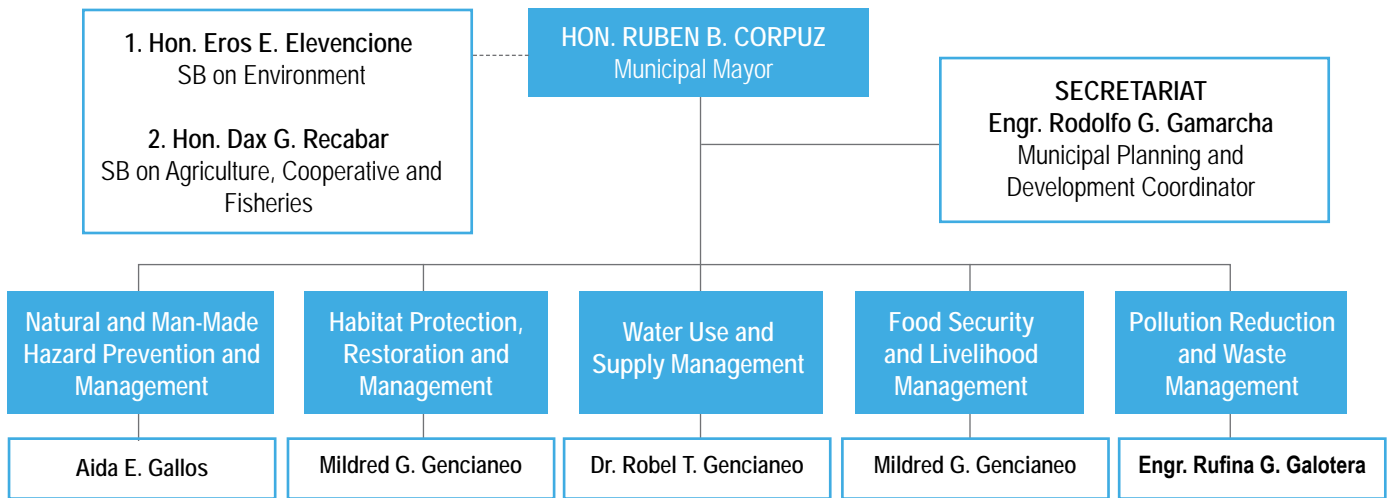 1. Hon. Eros E. Elevencione
SB on Environment
2. Hon. Dax G. Recabar
SB on Agriculture, Cooperative and
Fisheries
HON. RUBEN B. CORPUZ
Municipal Mayor
SECRETARIAT
Engr. Rodolfo G. Gamarcha
Municipal Planning and
Development Coordinator
Natural and Man-Made
Hazard Prevention and
Management
Habitat Protection,
Restoration and
Management
Water Use and
Supply Management
Food Security
and Livelihood
Management
Pollution Reduction
and Waste
Management
Aida E. Gallos
Mildred G. Gencianeo
Dr. Robel T. Gencianeo
Mildred G. Gencianeo
Engr. Rufina G. Galotera